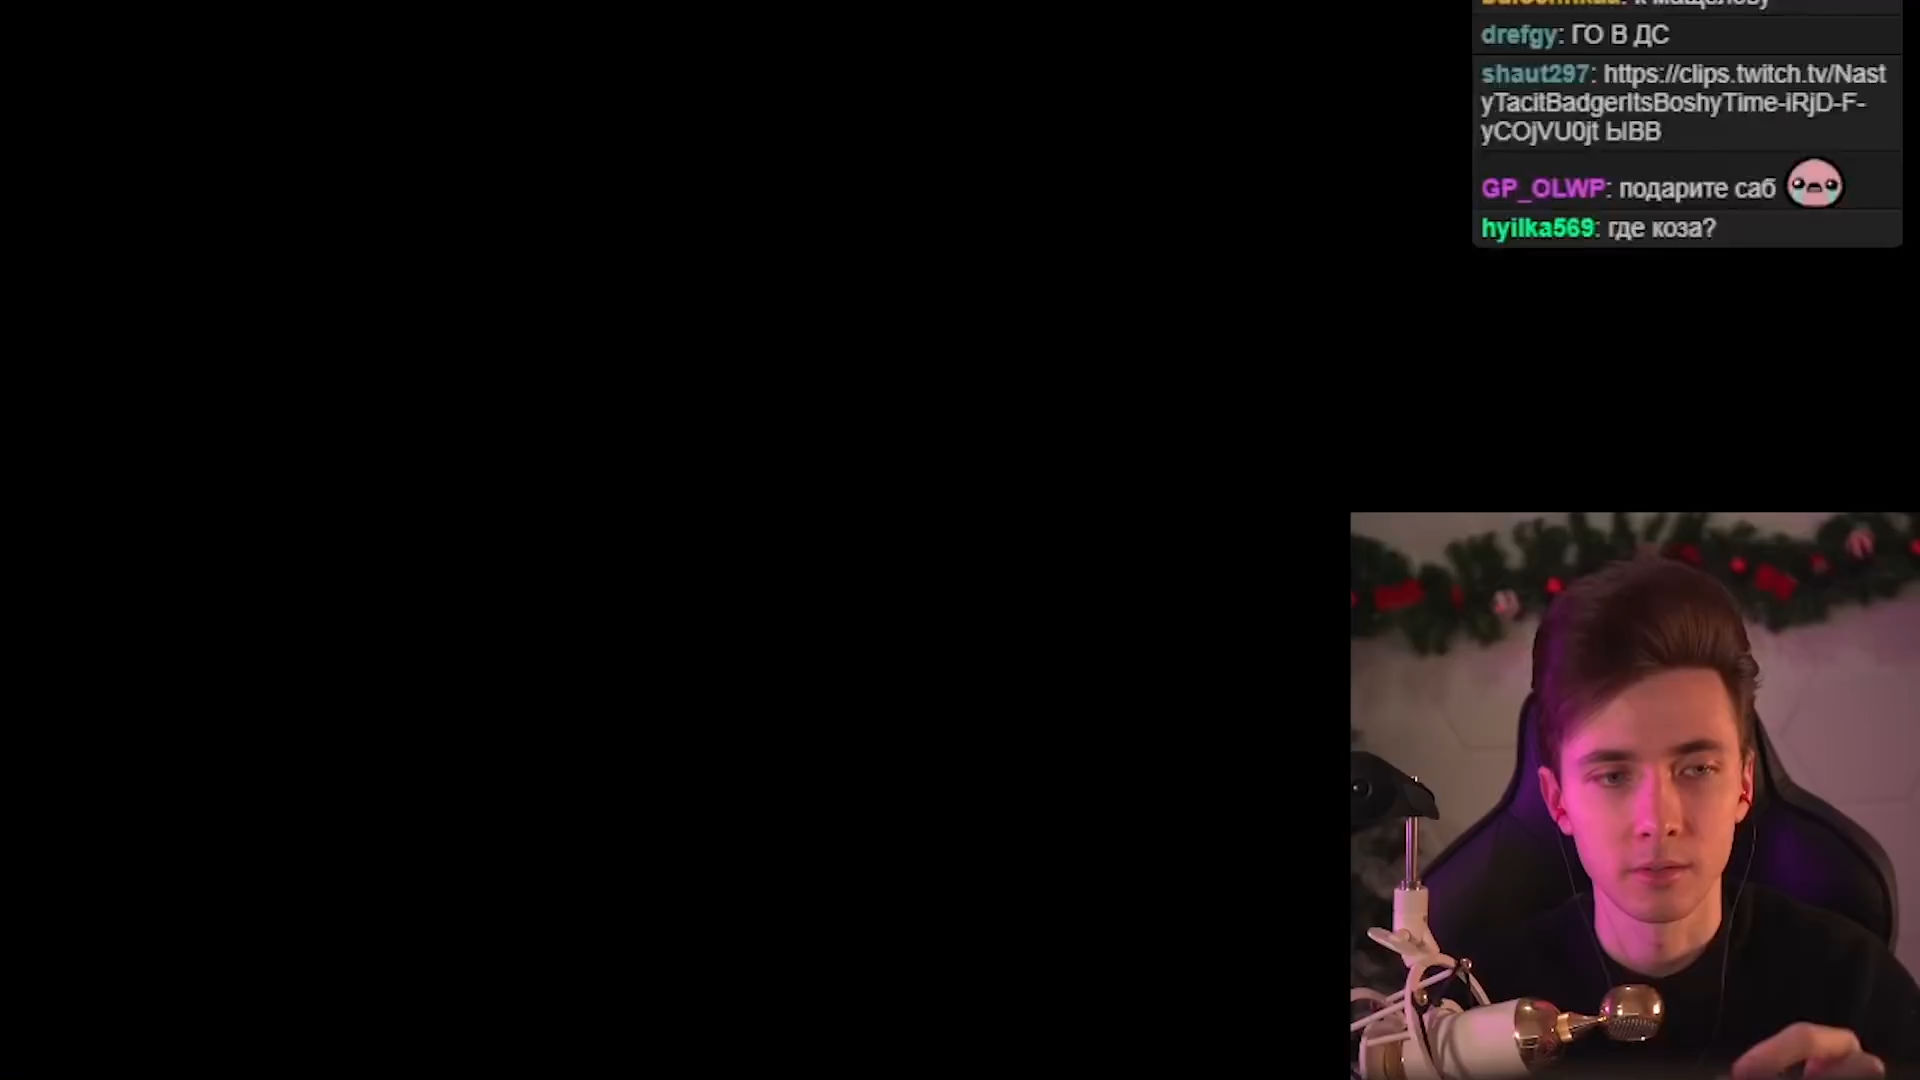 к мащелову
drefgy: ГО В ДС
shaut297: https://clips.twitch.tv/Nast
yTacitBadgerItsBoshyTime-iRjD-F-
yCOjVU0jt ЫВВ
GP_OLWP: подарите саб
hyilka569: где коза?